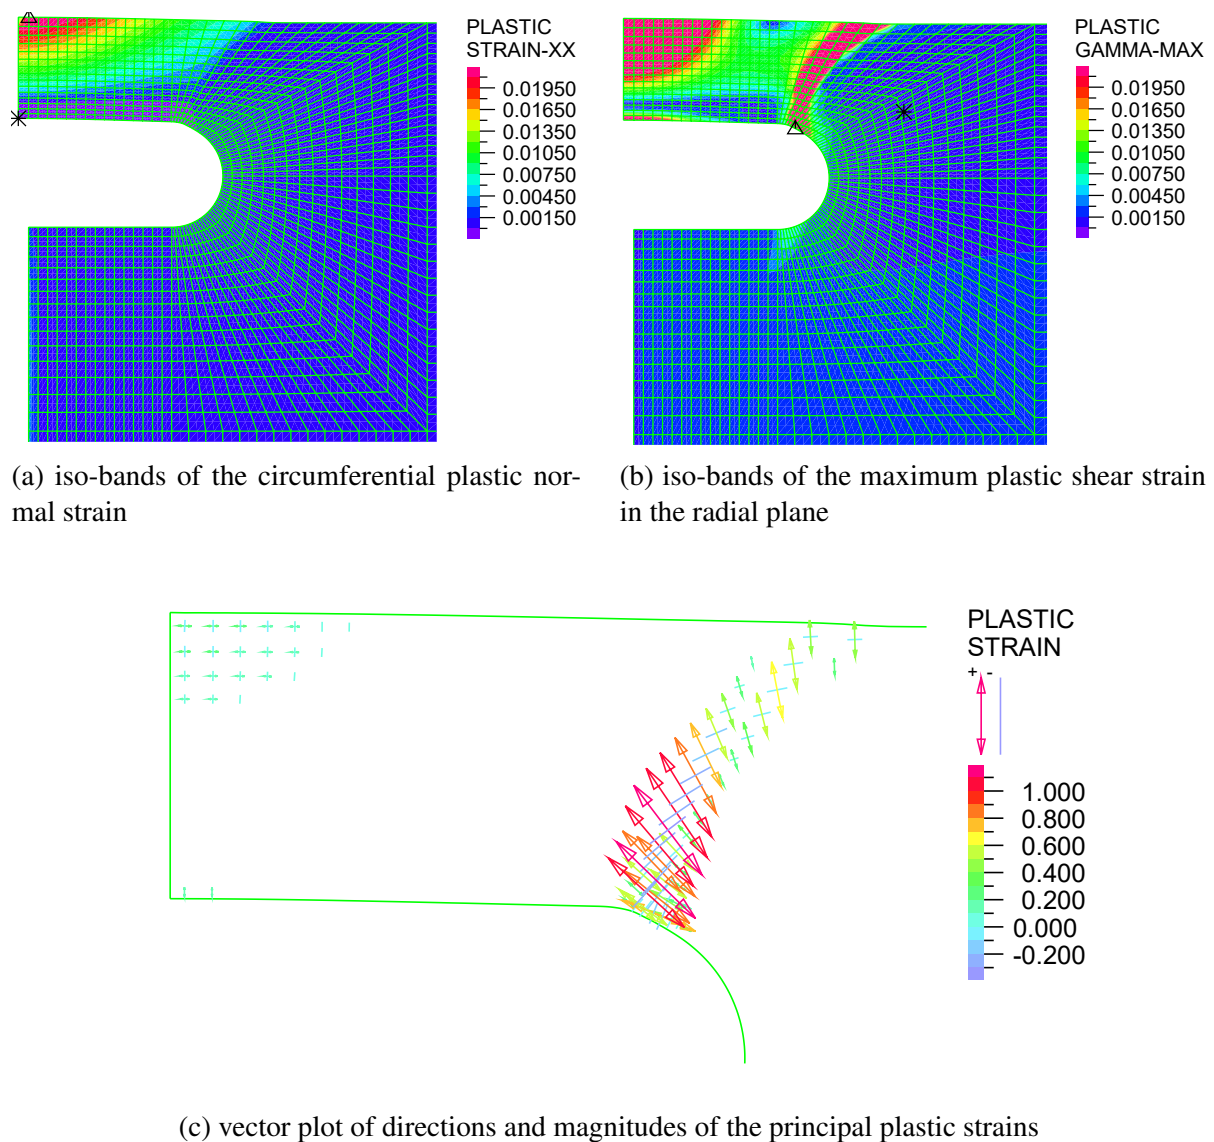 PLASTIC
STRAIN-XX
0.01950
0.01650
0.01350
0.01050
0.00750
0.00450
0.00150
PLASTIC
GAMMA-MAX
0.01950
0.01650
0.01350
0.01050
0.00750
0.00450
0.00150
(a) iso-bands of the circumferential plastic nor-
mal strain
(b) iso-bands of the maximum plastic shear strain
in the radial plane
PLASTIC
STRAIN
+ -
1.000
0.800
0.600
0.400
0.200
0.000
-0.200
(c) vector plot of directions and magnitudes of the principal plastic strains